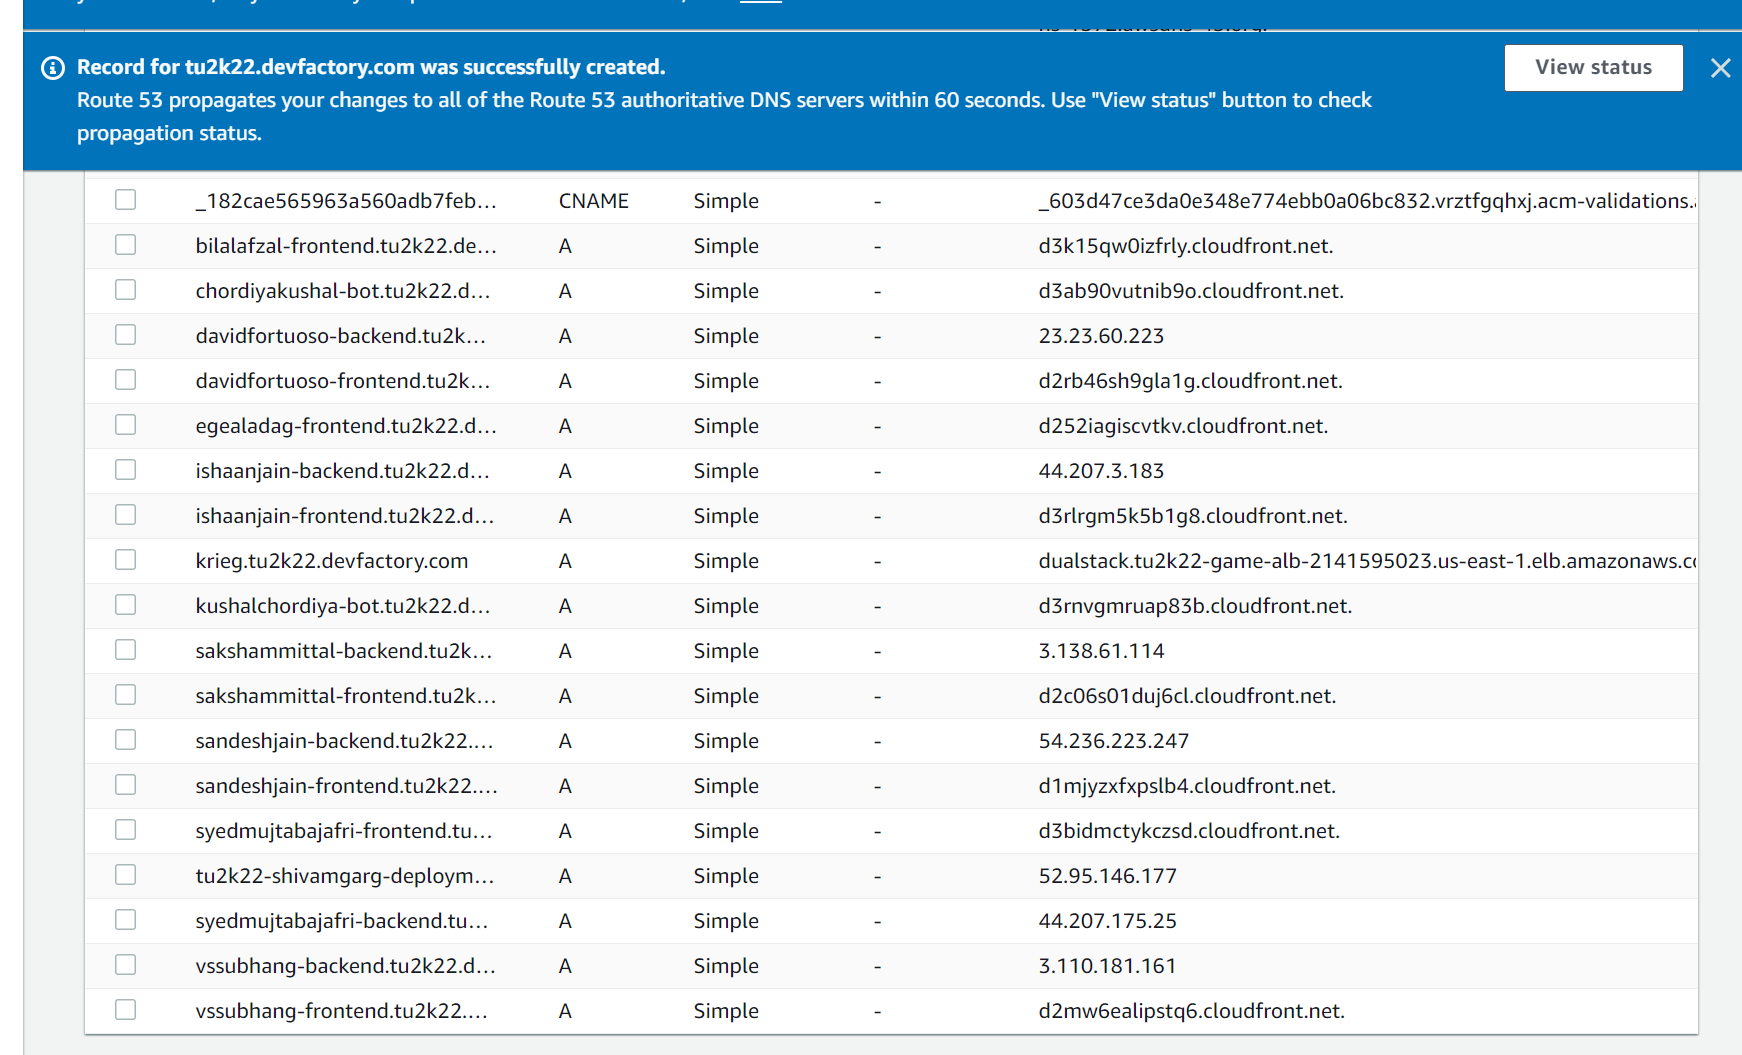 Record for tu2k22.devfactory.com was successfully created.
View status
Route 53 propagates your changes to all of the Route 53 authoritative DNS servers within 60 seconds. Use "View status" button to check
propagation status.
_182cae565963a560adb7feb... CNAME Simple - _603d47ce3da0e348e774ebb0a06bc832.vrztfgqhxj.acm-validations.
bilalafzal-frontend.tu2k22.de... A Simple - d3k15qw0izfrly.cloudfront.net.
chordiyakushal-bot.tu2k22.d... A Simple - d3ab90vutnib9o.cloudfront.net.
davidfortuoso-backend.tu2k... A Simple - 23.23.60.223
davidfortuoso-frontend.tu2k... A Simple - d2rb46sh9gla1g.cloudfront.net.
egealadag-frontend.tu2k22.d... A Simple - d252iagiscvtkv.cloudfront.net.
ishaanjain-backend.tu2k22.d... A Simple - 44.207.3.183
ishaanjain-frontend.tu2k22.d... A Simple - d3rlrgm5k5b1g8.cloudfront.net.
krieg.tu2k22.devfactory.com A Simple - dualstack.tu2k22-game-alb-2141595023.us-east-1.elb.amazonaws.c
kushalchordiya-bot.tu2k22.d... A Simple - d3rnvgmruap83b.cloudfront.net.
sakshammittal-backend.tu2k... A Simple - 3.138.61.114
sakshammittal-frontend.tu2k... A Simple - d2c06s01duj6cl.cloudfront.net.
sandeshjain-backend.tu2k22.... A Simple - 54.236.223.247
sandeshjain-frontend.tu2k22.... A Simple - d1mjyzxfxpslb4.cloudfront.net.
syedmujtabajafri-frontend.tu... A Simple - d3bidmctykczsd.cloudfront.net.
tu2k22-shivamgarg-deploym... A Simple - 52.95.146.177
syedmujtabajafri-backend.tu... A Simple - 44.207.175.25
vssubhang-backend.tu2k22.d... A Simple - 3.110.181.161
vssubhang-frontend.tu2k22.... A Simple - d2mw6ealipstq6.cloudfront.net.